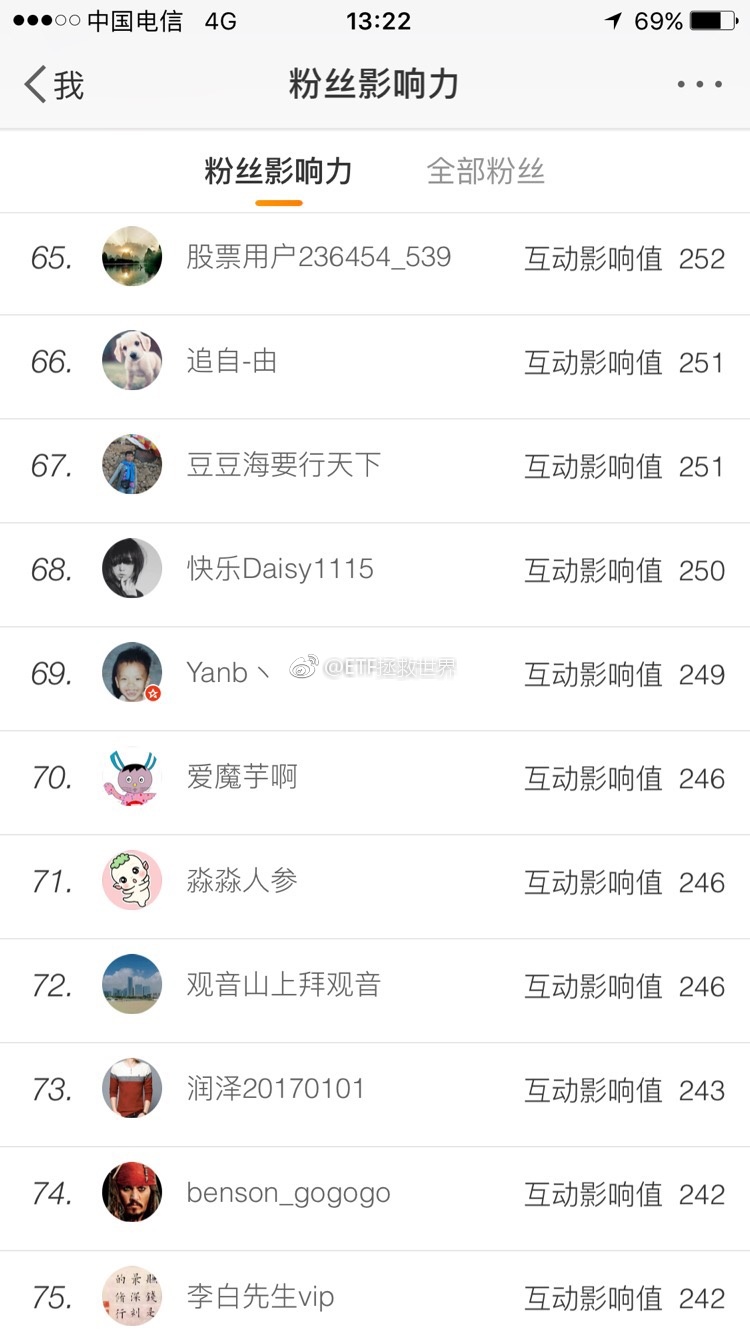 中国电信 4G 13:22 69%
我 粉丝影响力
粉丝影响力 全部粉丝
65. 股票用户236454_539 互动影响值 252
66. 追自-由 互动影响值 251
67. 豆豆海要行天下 互动影响值 251
68. 快乐Daisy1115 互动影响值 250
69. Yanb丶 @ETF拯救世界 互动影响值 249
70. 爱魔芋啊 互动影响值 246
71. 淼淼人参 互动影响值 246
72. 观音山上拜观音 互动影响值 246
73. 润泽20170101 互动影响值 243
74. benson_gogogo 互动影响值 242
75. 李白先生vip 互动影响值 242